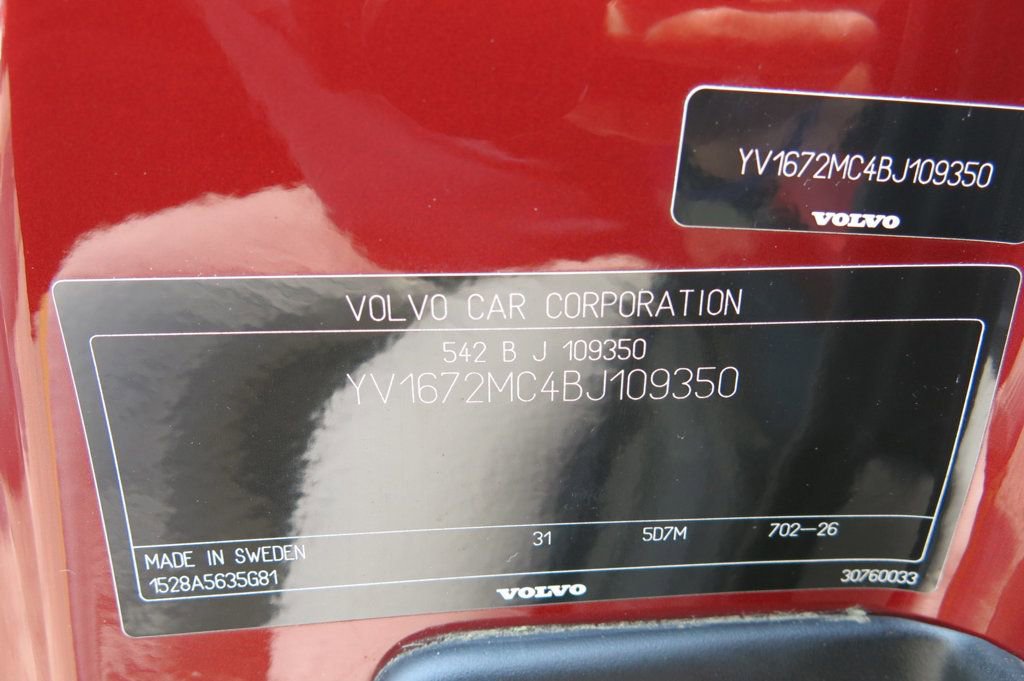 YV1672MC4BJ109350
VOLVO
VOLVO CAR CORPORATION
542 B J 109350
YV1672MC4BJ109350
31 5D7M 702-26
MADE IN SWEDEN
1528A5635G81
30760033
VOLVO